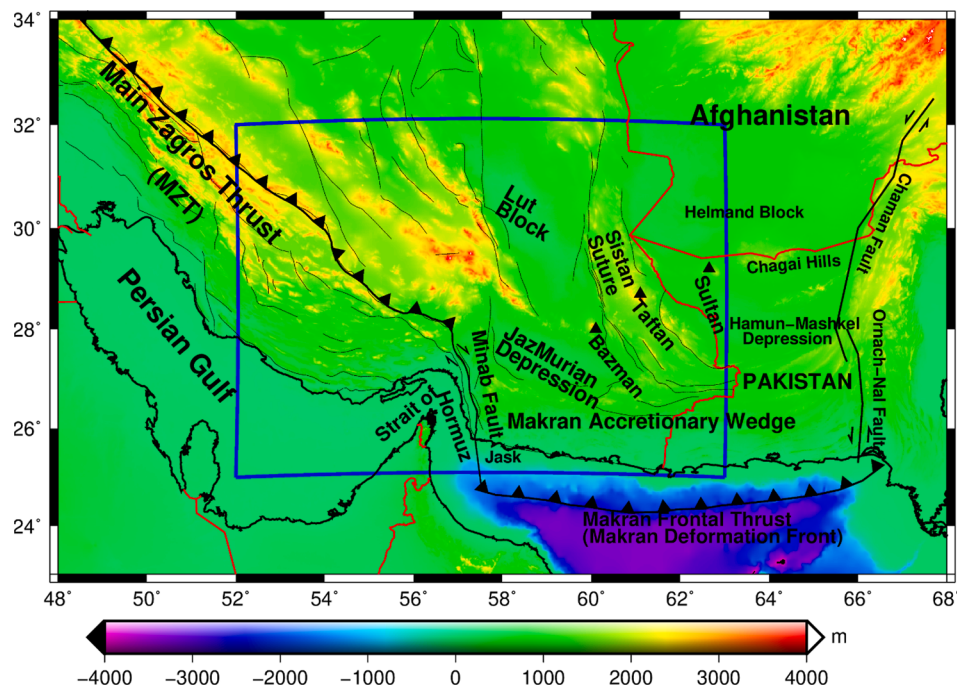 34°
32°
30°
28°
26°
24°
Main Zagros Thrust
(MZT)
Afghanistan
Lut
Block
Helmand Block
Chaman Fault
Sistan
Suture
Chagai Hills
Persian Gulf
Taftan
Sultan
Bazman
JazMurian
Depression
Hamun-Mashkel
Depression
Minab Fault
Ornach-Nal Fault
PAKISTAN
Strait of
Hormuz
Makran Accretionary Wedge
Jask
Makran Frontal Thrust
(Makran Deformation Front)
48° 50° 52° 54° 56° 58° 60° 62° 64° 66° 68°
m
−4000 −3000 −2000 −1000 0 1000 2000 3000 4000